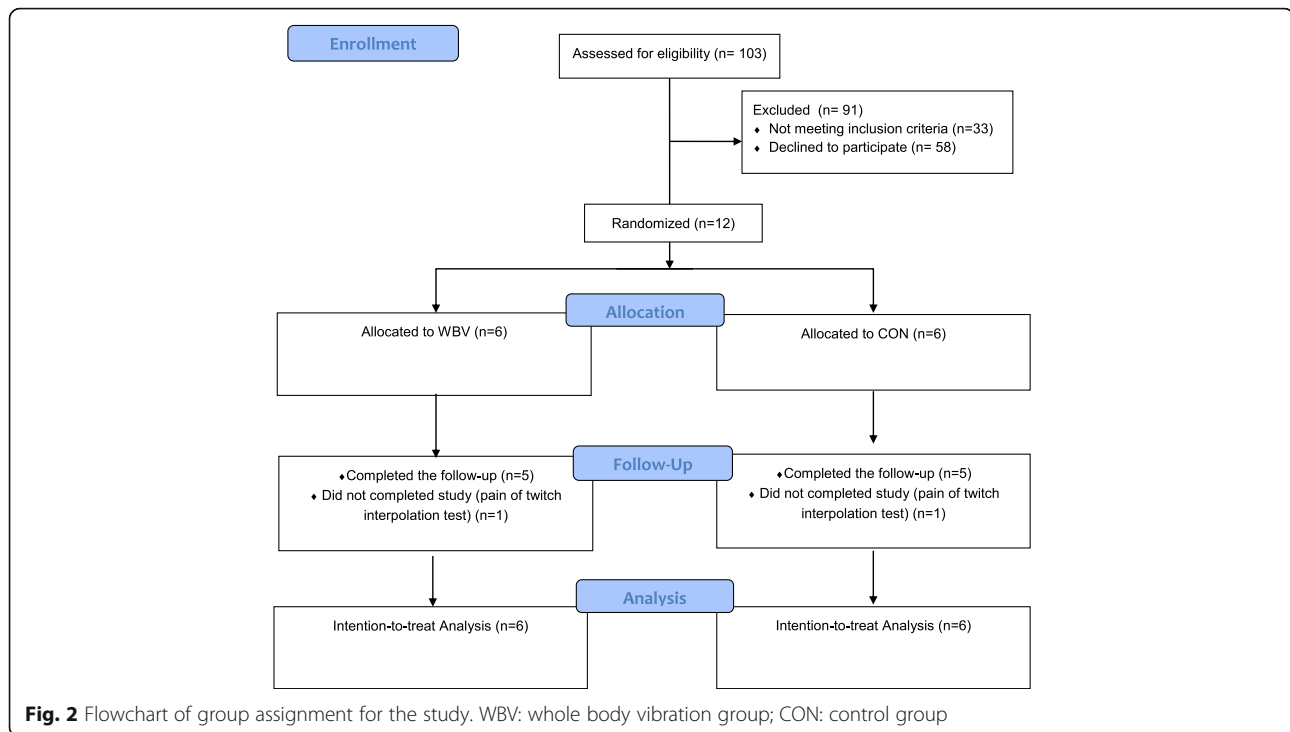 Enrollment
Assessed for eligibility (n= 103)
Excluded (n= 91)
♦ Not meeting inclusion criteria (n=33)
♦ Declined to participate (n= 58)
Randomized (n=12)
Allocation
Allocated to WBV (n=6)
Allocated to CON (n=6)
Follow-Up
♦Completed the follow-up (n=5)
♦ Did not completed study (pain of twitch
interpolation test) (n=1)
♦Completed the follow-up (n=5)
♦ Did not completed study (pain of twitch
interpolation test) (n=1)
Analysis
Intention-to-treat Analysis (n=6)
Intention-to-treat Analysis (n=6)
Fig. 2 Flowchart of group assignment for the study. WBV: whole body vibration group; CON: control group